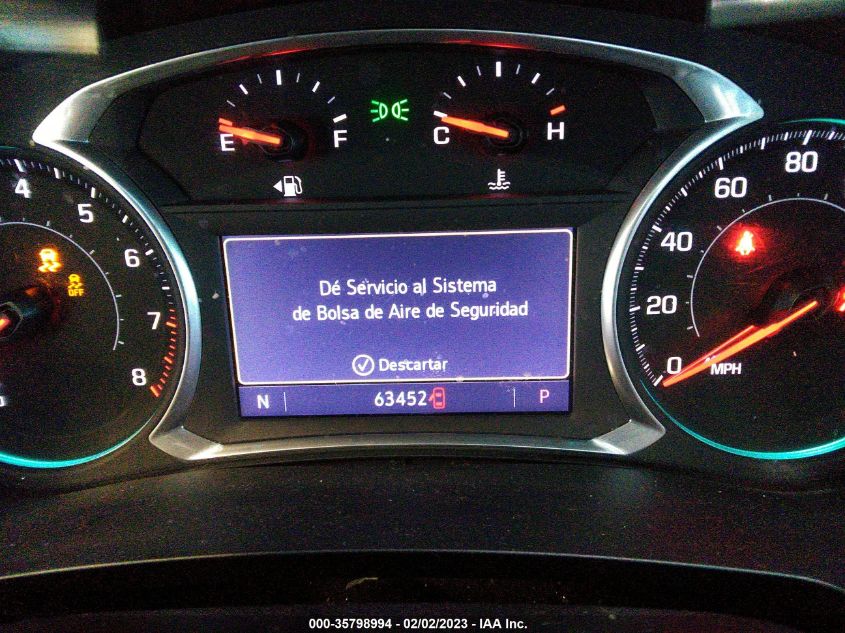 E F
C H
4
5
6
7
8
OFF
Dé Servicio al Sistema
de Bolsa de Aire de Seguridad
Descartar
N 63452 P
80
60
40
20
0
MPH
000-35798994 - 02/02/2023 - IAA Inc.